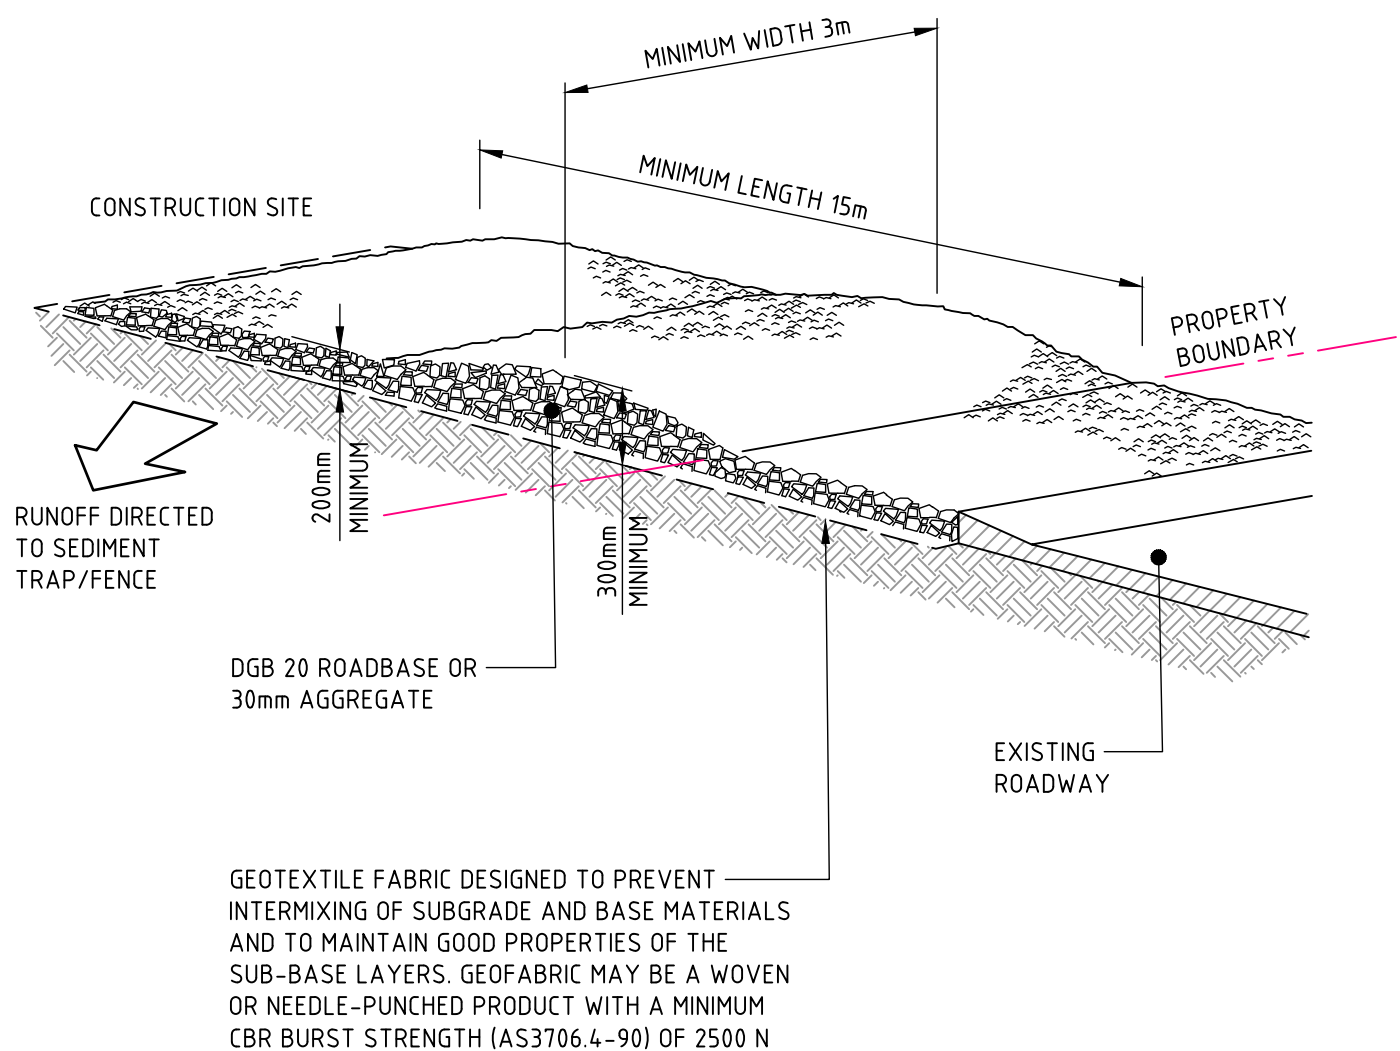 MINIMUM WIDTH 3m
MINIMUM LENGTH 15m
CONSTRUCTION SITE
PROPERTY
BOUNDARY
200mm
MINIMUM
300mm
MINIMUM
RUNOFF DIRECTED
TO SEDIMENT
TRAP/FENCE
DGB 20 ROADBASE OR
30mm AGGREGATE
EXISTING
ROADWAY
GEOTEXTILE FABRIC DESIGNED TO PREVENT
INTERMIXING OF SUBGRADE AND BASE MATERIALS
AND TO MAINTAIN GOOD PROPERTIES OF THE
SUB-BASE LAYERS. GEOFABRIC MAY BE A WOVEN
OR NEEDLE-PUNCHED PRODUCT WITH A MINIMUM
CBR BURST STRENGTH (AS3706.4-90) OF 2500 N